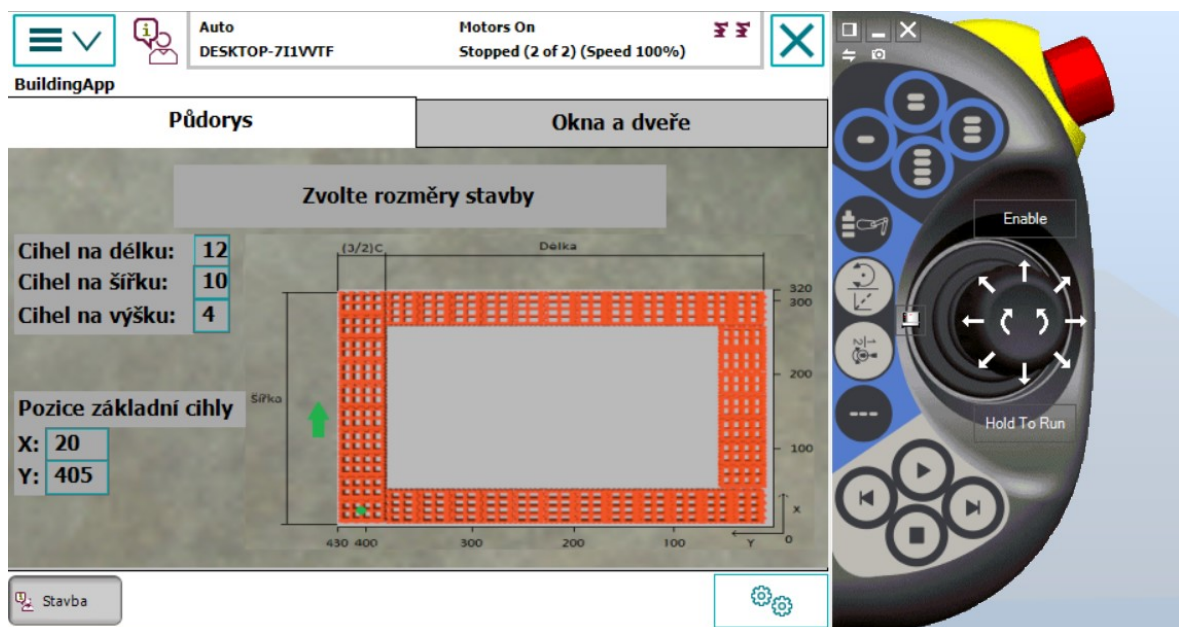 Auto
DESKTOP-7I1VVTF
Motors On
Stopped (2 of 2) (Speed 100%)
BuildingApp
Půdorys
Okna a dveře
Zvolte rozměry stavby
Cihel na délku: 12
Cihel na šířku: 10
Cihel na výšku: 4
Pozice základní cihly
X: 20
Y: 405
(3/2)C
Délka
Šířka
320
300
200
100
X
430 400 300 200 100 Y 0
Stavba
Enable
Hold To Run